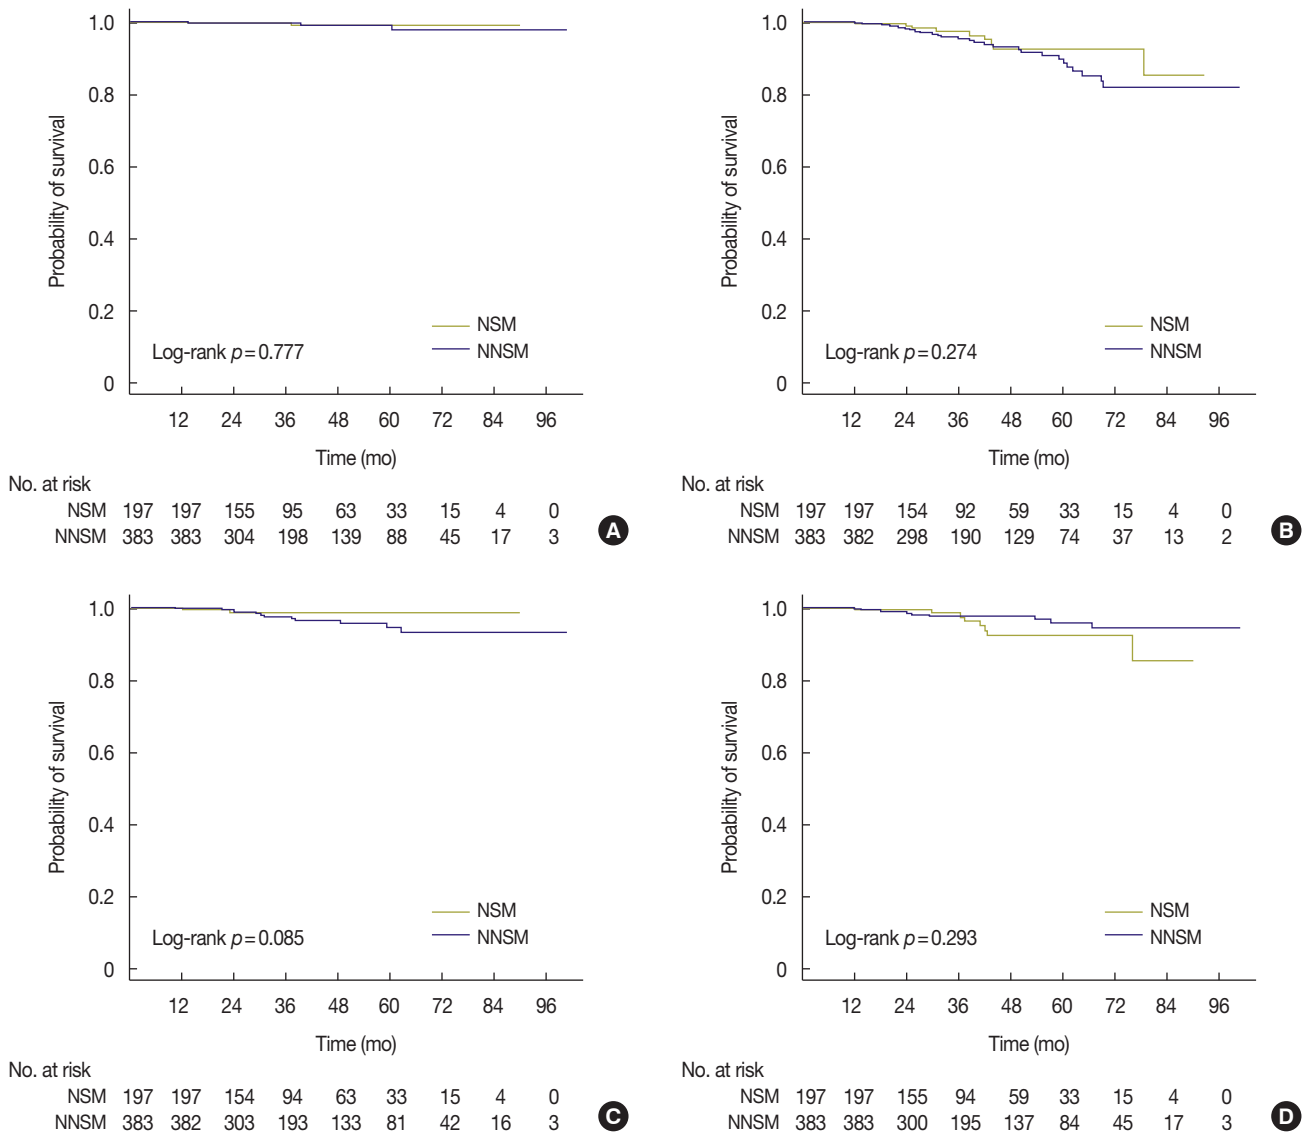 1.0
0.8
0.6
0.4
0.2
0
Probability of survival
NSM
NNSM
Log-rank p=0.777
12 24 36 48 60 72 84 96
Time (mo)
No. at risk
NSM 197 197 155 95 63 33 15 4 0
NNSM 383 383 304 198 139 88 45 17 3
A
1.0
0.8
0.6
0.4
0.2
0
Probability of survival
NSM
NNSM
Log-rank p=0.274
12 24 36 48 60 72 84 96
Time (mo)
No. at risk
NSM 197 197 154 92 59 33 15 4 0
NNSM 383 382 298 190 129 74 37 13 2
B
1.0
0.8
0.6
0.4
0.2
0
Probability of survival
NSM
NNSM
Log-rank p=0.085
12 24 36 48 60 72 84 96
Time (mo)
No. at risk
NSM 197 197 154 94 63 33 15 4 0
NNSM 383 382 303 193 133 81 42 16 3
C
1.0
0.8
0.6
0.4
0.2
0
Probability of survival
NSM
NNSM
Log-rank p=0.293
12 24 36 48 60 72 84 96
Time (mo)
No. at risk
NSM 197 197 155 94 59 33 15 4 0
NNSM 383 383 300 195 137 84 45 17 3
D